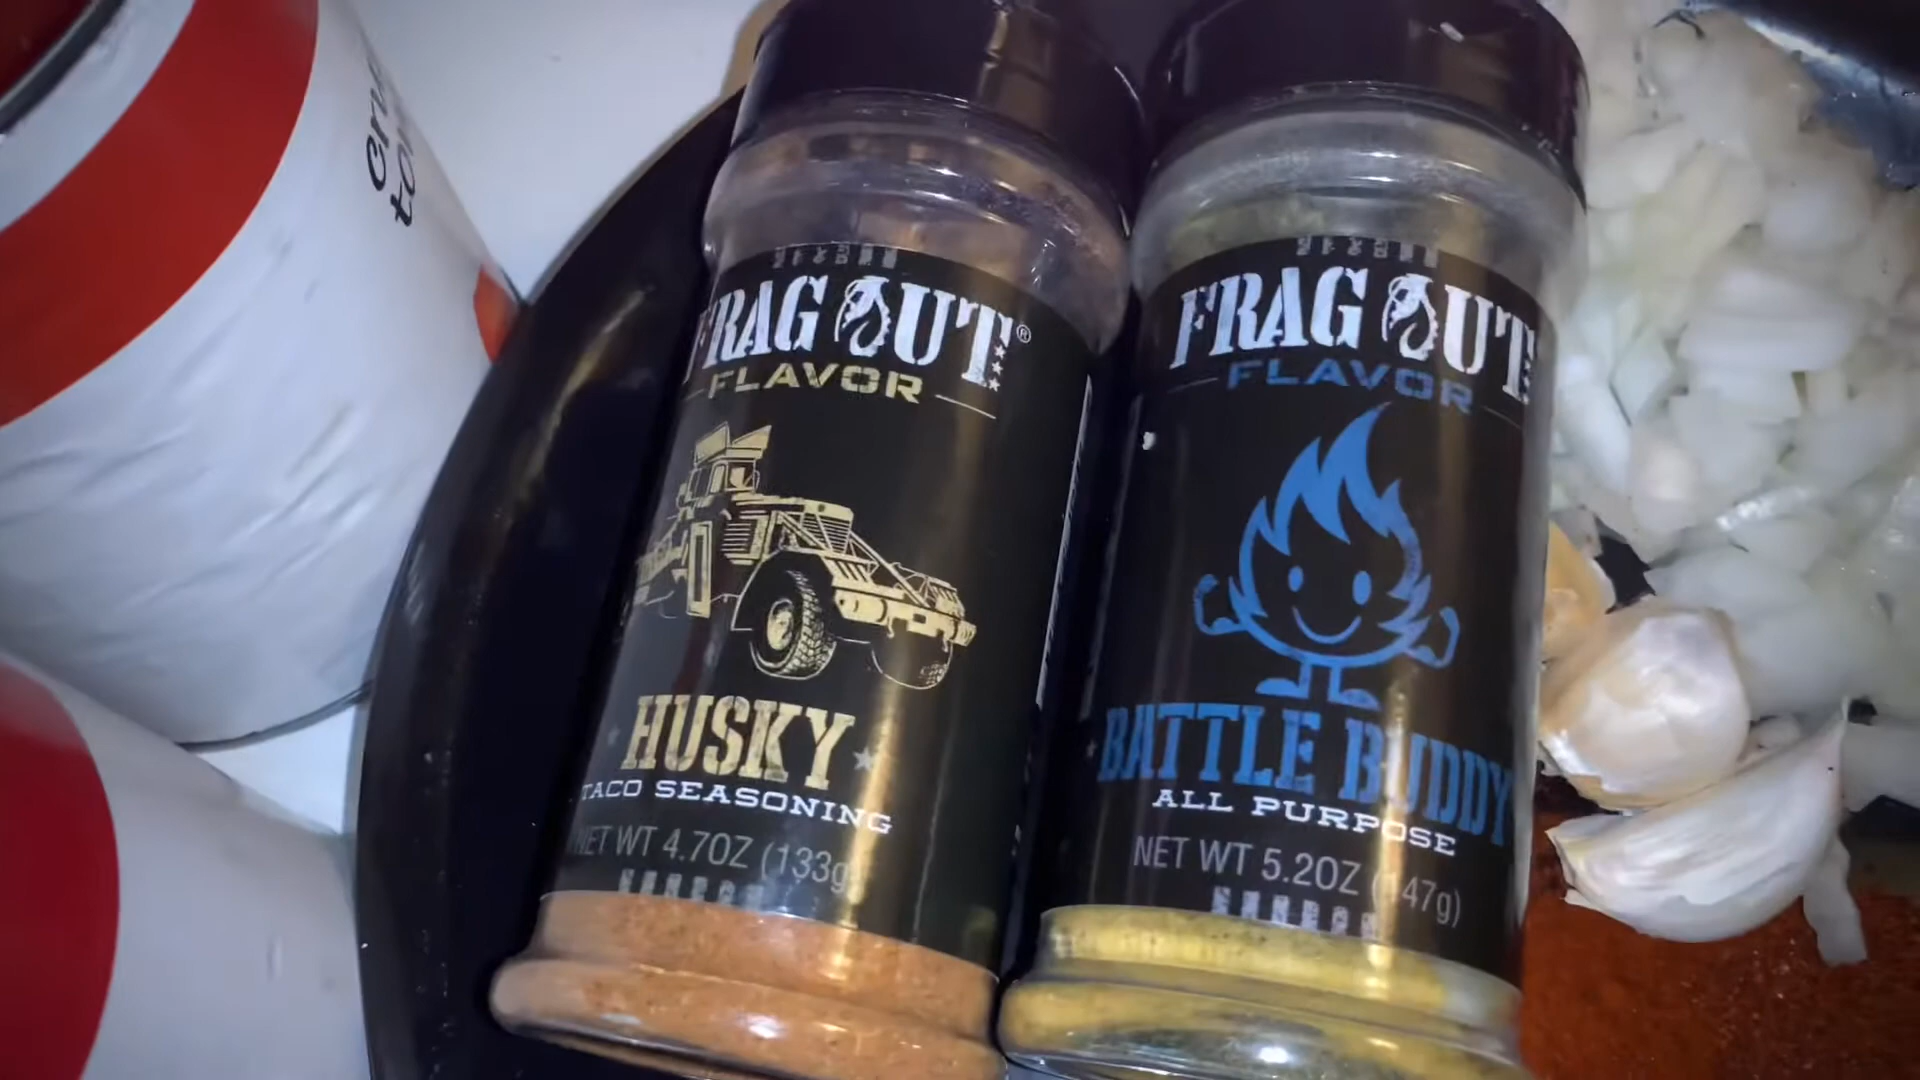 FRAG OUT®
FLAVOR
HUSKY
TACO SEASONING
NET WT 4.7OZ (133g)
FRAG OUT
FLAVOR
BATTLE BUDDY
ALL PURPOSE
NET WT 5.2OZ (147g)